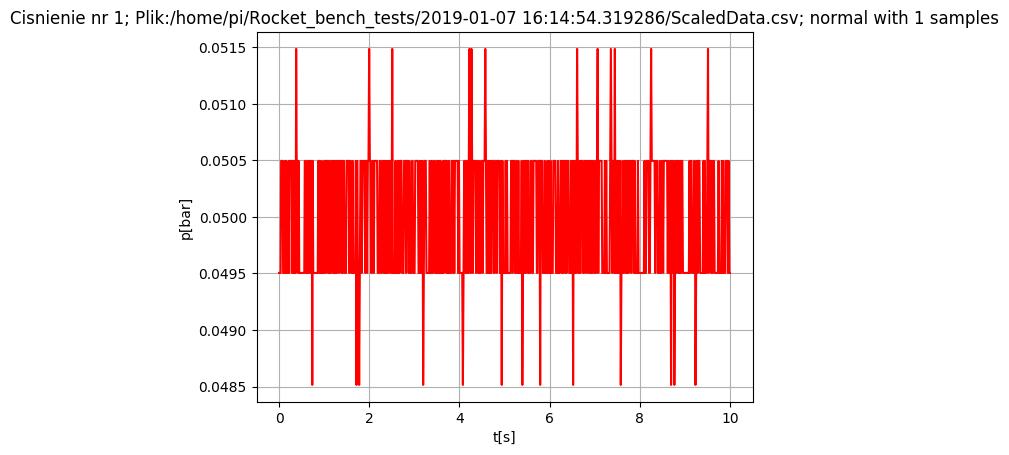 Cisnienie nr 1; Plik:/home/pi/Rocket_bench_tests/2019-01-07 16:14:54.319286/ScaledData.csv; normal with 1 samples
0.0515
0.0510
0.0505
0.0500
0.0495
0.0490
0.0485
p[bar]
0 2 4 6 8 10
t[s]